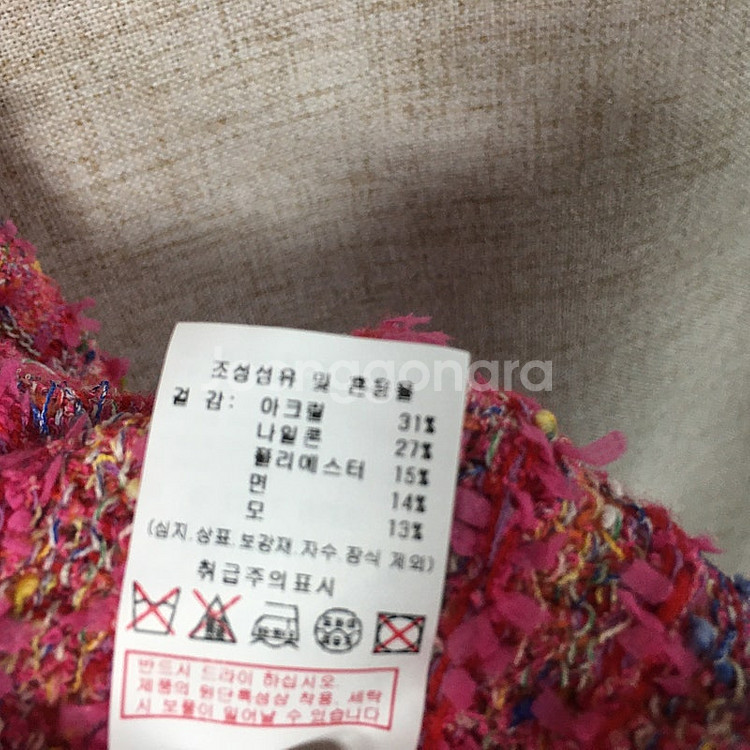 조성섬유 및 혼용율
겉 감: 아크릴 31%
나일론 27%
폴리에스터 15%
면 14%
모 13%
(심지.상표.보강재.자수.장식 제외)
취급주의표시
반드시 드라이 하십시오.
제품의 원단특성상 착용, 세탁
시 보풀이 일어날 수 있습니다
Joonggonara